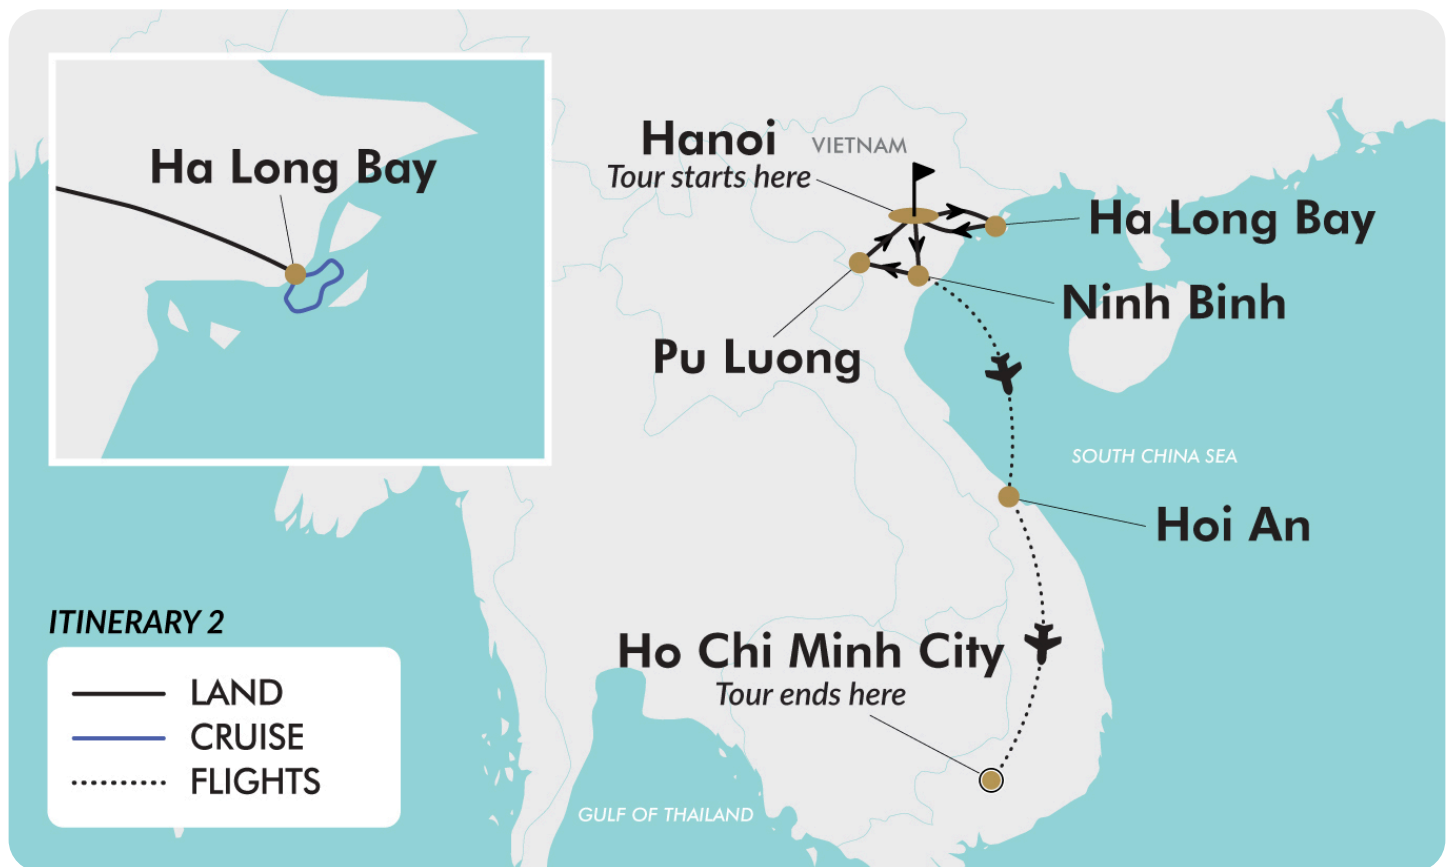 Ha Long Bay
Hanoi
VIETNAM
Tour starts here
Ha Long Bay
Ninh Binh
Pu Luong
SOUTH CHINA SEA
Hoi An
Ho Chi Minh City
Tour ends here
ITINERARY 2
LAND
CRUISE
FLIGHTS
GULF OF THAILAND